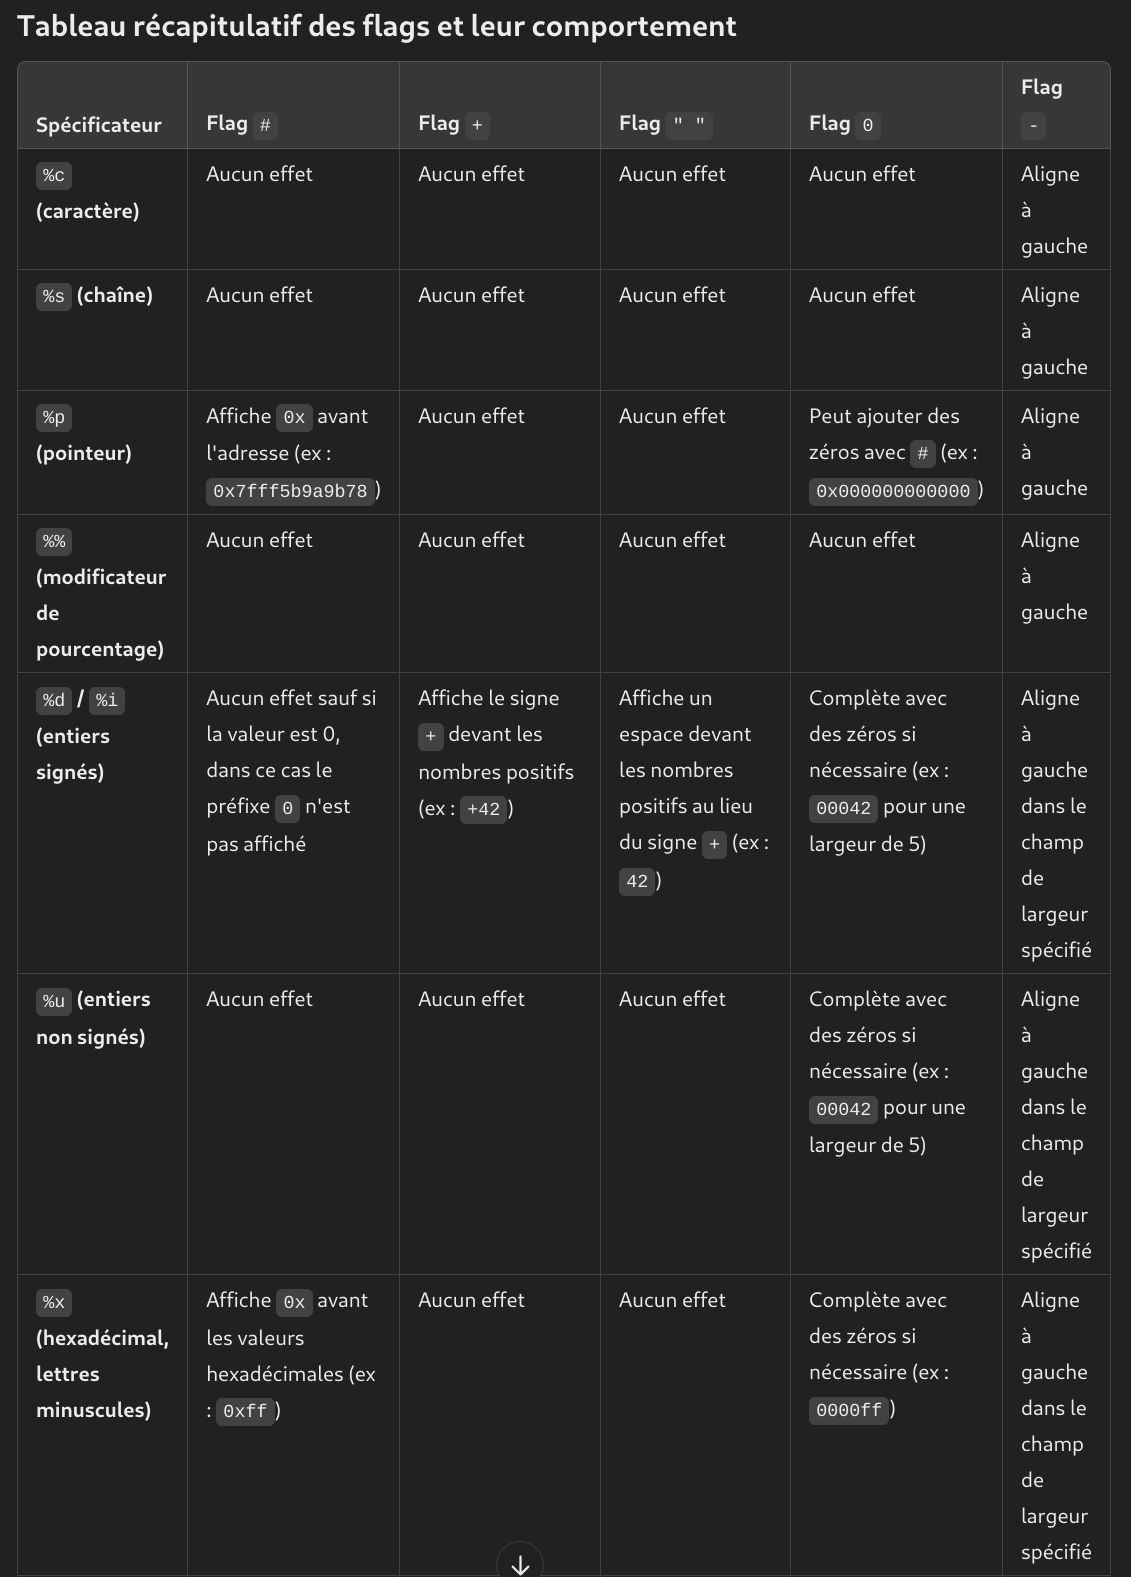 Tableau récapitulatif des flags et leur comportement
Spécificateur
Flag #
Flag +
Flag " "
Flag 0
Flag
-
%c
(caractère)
Aucun effet
Aucun effet
Aucun effet
Aucun effet
Aligne
à
gauche
%s (chaîne)
Aucun effet
Aucun effet
Aucun effet
Aucun effet
Aligne
à
gauche
%p
(pointeur)
Affiche 0x avant
l'adresse (ex :
0x7fff5b9a9b78)
Aucun effet
Aucun effet
Peut ajouter des
zéros avec # (ex :
0x000000000000)
Aligne
à
gauche
%%
(modificateur
de
pourcentage)
Aucun effet
Aucun effet
Aucun effet
Aucun effet
Aligne
à
gauche
%d / %i
(entiers
signés)
Aucun effet sauf si
la valeur est 0,
dans ce cas le
préfixe 0 n'est
pas affiché
Affiche le signe
+ devant les
nombres positifs
(ex : +42)
Affiche un
espace devant
les nombres
positifs au lieu
du signe + (ex :
42)
Complète avec
des zéros si
nécessaire (ex :
00042 pour une
largeur de 5)
Aligne
à
gauche
dans le
champ
de
largeur
spécifié
%u (entiers
non signés)
Aucun effet
Aucun effet
Aucun effet
Complète avec
des zéros si
nécessaire (ex :
00042 pour une
largeur de 5)
Aligne
à
gauche
dans le
champ
de
largeur
spécifié
%x
(hexadécimal,
lettres
minuscules)
Affiche 0x avant
les valeurs
hexadécimales (ex
: 0xff)
Aucun effet
Aucun effet
Complète avec
des zéros si
nécessaire (ex :
0000ff)
Aligne
à
gauche
dans le
champ
de
largeur
spécifié